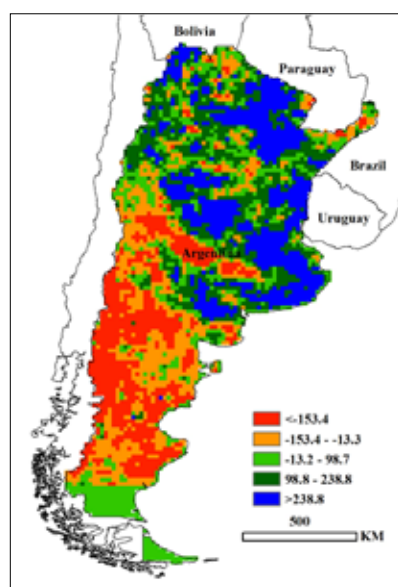 Bolivia
Paraguay
Brazil
Uruguay
Argentina
<-153.4
-153.4 - -13.3
-13.2 - 98.7
98.8 - 238.8
>238.8
500
KM